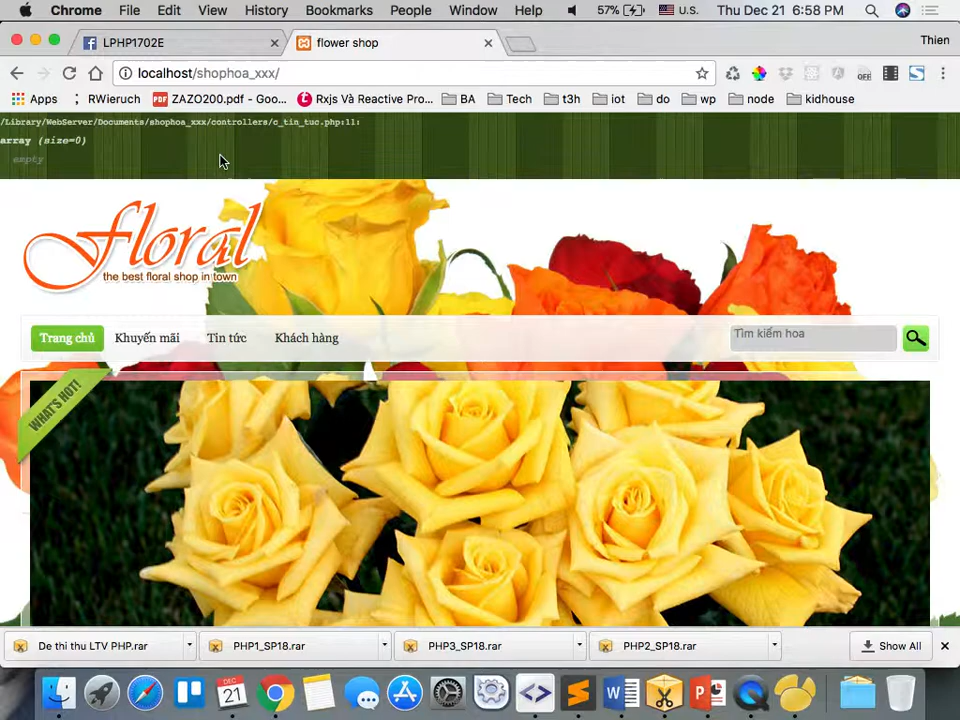 Chrome File Edit View History Bookmarks People Window Help 57% U.S. Thu Dec 21 6:58 PM
LPHP1702E flower shop Thien
localhost/shophoa_xxx/
Apps RWieruch ZAZO200.pdf - Goo... Rxjs Và Reactive Pro... BA Tech t3h iot do wp node kidhouse
/Library/WebServer/Documents/shophoa_xxx/controllers/c_tin_tuc.php:11:
array (size=0)
empty
floral
the best floral shop in town
Trang chủ Khuyến mãi Tin tức Khách hàng Tìm kiếm hoa
WHAT'S HOT!
De thi thu LTV PHP.rar PHP1_SP18.rar PHP3_SP18.rar PHP2_SP18.rar Show All